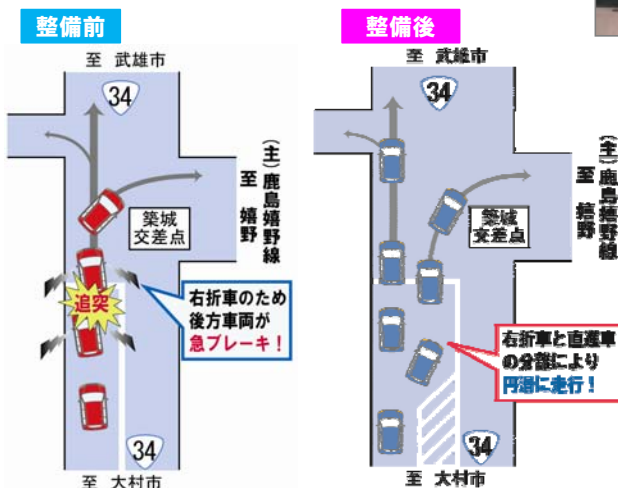 整備前
至 武雄市
34
(主)鹿島嬉野線
至 嬉野
築城
交差点
追突
右折車のため
後方車両が
急ブレーキ！
34
至 大村市
整備後
至 武雄市
34
(主)鹿島嬉野線
至 嬉野
築城
交差点
右折車と直進車
の分離により
円滑に走行！
34
至 大村市